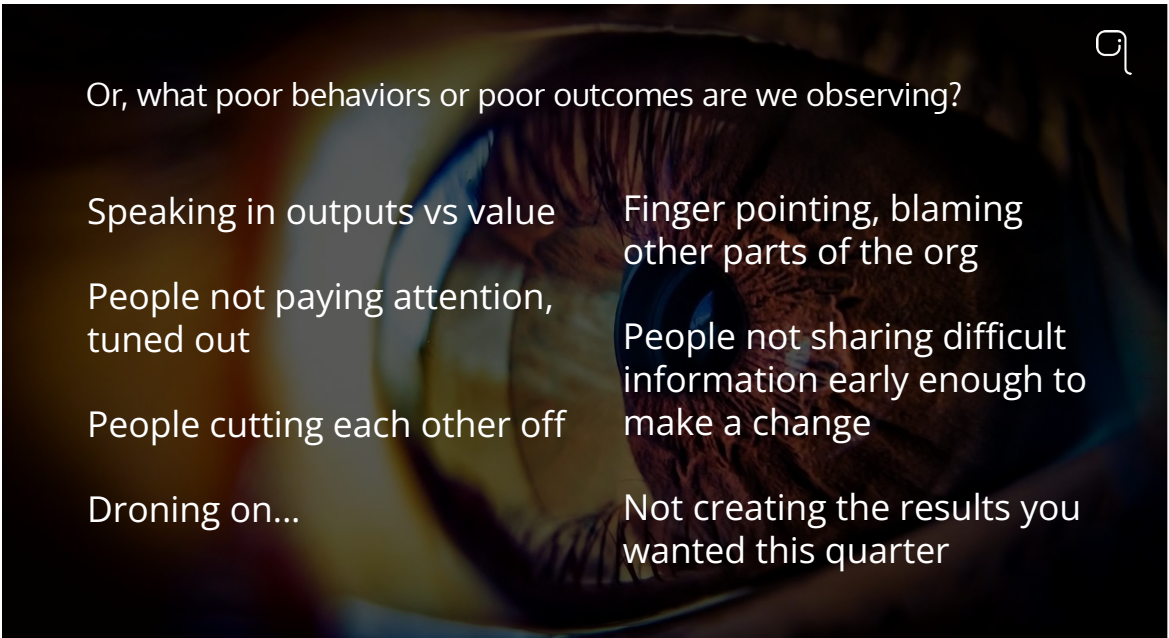 Or, what poor behaviors or poor outcomes are we observing?
Speaking in outputs vs value
People not paying attention,
tuned out
People cutting each other off
Droning on...
Finger pointing, blaming
other parts of the org
People not sharing difficult
information early enough to
make a change
Not creating the results you
wanted this quarter